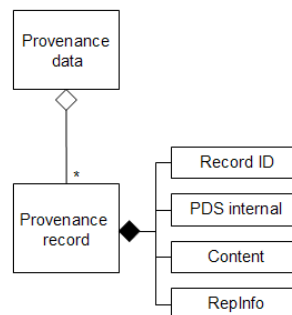 Provenance
data
*
Provenance
record
Record ID
PDS internal
Content
RepInfo